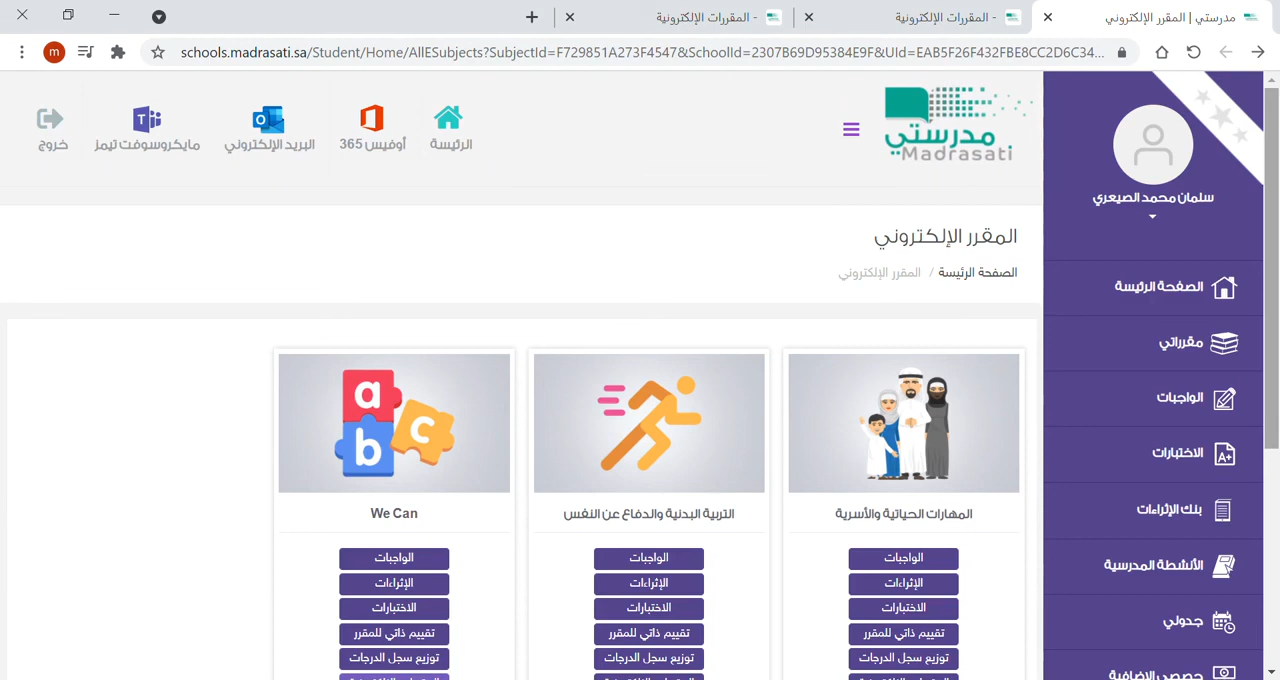 مدرستي | المقرر الإلكتروني
المقررات الإلكترونية -
المقررات الإلكترونية -
schools.madrasati.sa/Student/Home/AllESubjects?SubjectId=F729851A273F4547&SchoolId=2307B69D95384E9F&UId=EAB5F26F432FBE8CC2D6C34...
m
مدرستي
Madrasati
الرئيسة
أوفيس 365
البريد الإلكتروني
مايكروسوفت تيمز
خروج
سلمان محمد الصيعري
الصفحة الرئيسة
مقرراتي
الواجبات
الاختبارات
بنك الإثراءات
الأنشطة المدرسية
جدولي
حصصي الإضافية
المقرر الإلكتروني
الصفحة الرئيسة / المقرر الإلكتروني
المهارات الحياتية والأسرية
الواجبات
الإثراءات
الاختبارات
تقييم ذاتي للمقرر
توزيع سجل الدرجات
التربية البدنية والدفاع عن النفس
الواجبات
الإثراءات
الاختبارات
تقييم ذاتي للمقرر
توزيع سجل الدرجات
a
b
c
We Can
الواجبات
الإثراءات
الاختبارات
تقييم ذاتي للمقرر
توزيع سجل الدرجات